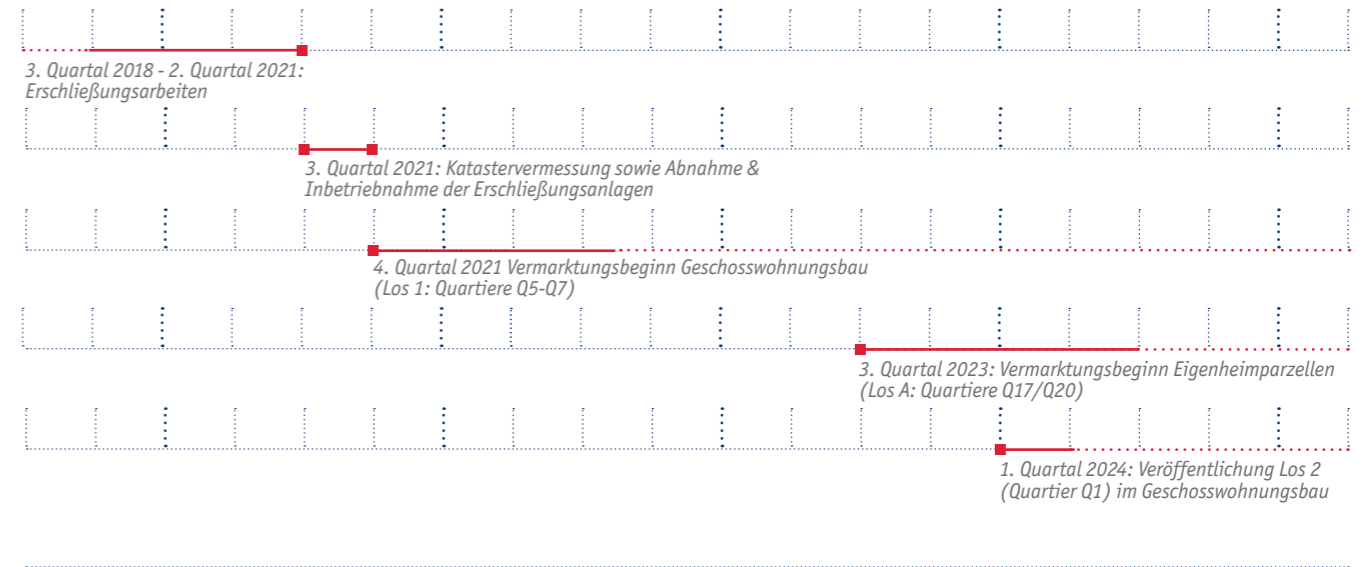 3. Quartal 2018 - 2. Quartal 2021:
Erschließungsarbeiten
3. Quartal 2021: Katastervermessung sowie Abnahme &
Inbetriebnahme der Erschließungsanlagen
4. Quartal 2021 Vermarktungsbeginn Geschosswohnungsbau
(Los 1: Quartiere Q5-Q7)
3. Quartal 2023: Vermarktungsbeginn Eigenheimparzellen
(Los A: Quartiere Q17/Q20)
1. Quartal 2024: Veröffentlichung Los 2
(Quartier Q1) im Geschosswohnungsbau